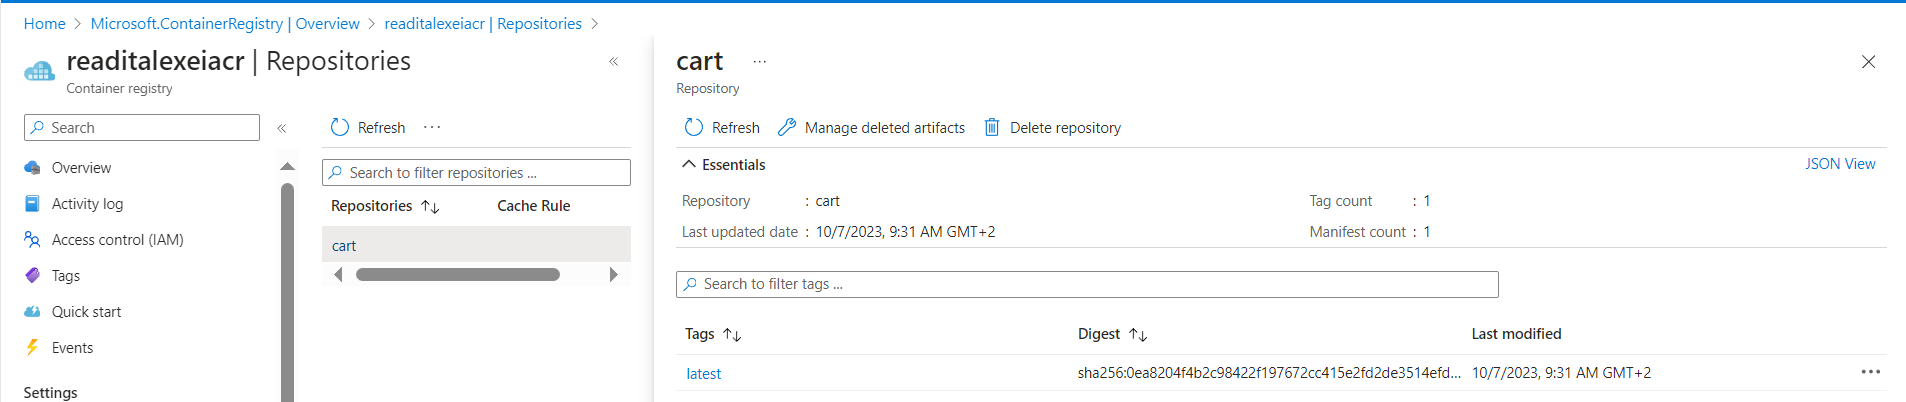 Home > Microsoft.ContainerRegistry | Overview > readitalexeiacr | Repositories >
readitalexeiacr | Repositories
Container registry
Search
Overview
Activity log
Access control (IAM)
Tags
Quick start
Events
Settings
Refresh
Search to filter repositories ...
Repositories Cache Rule
cart
cart
Repository
Refresh Manage deleted artifacts Delete repository
Essentials JSON View
Repository : cart Tag count : 1
Last updated date : 10/7/2023, 9:31 AM GMT+2 Manifest count : 1
Search to filter tags ...
Tags Digest Last modified
latest sha256:0ea8204f4b2c98422f197672cc415e2fd2de3514efd... 10/7/2023, 9:31 AM GMT+2